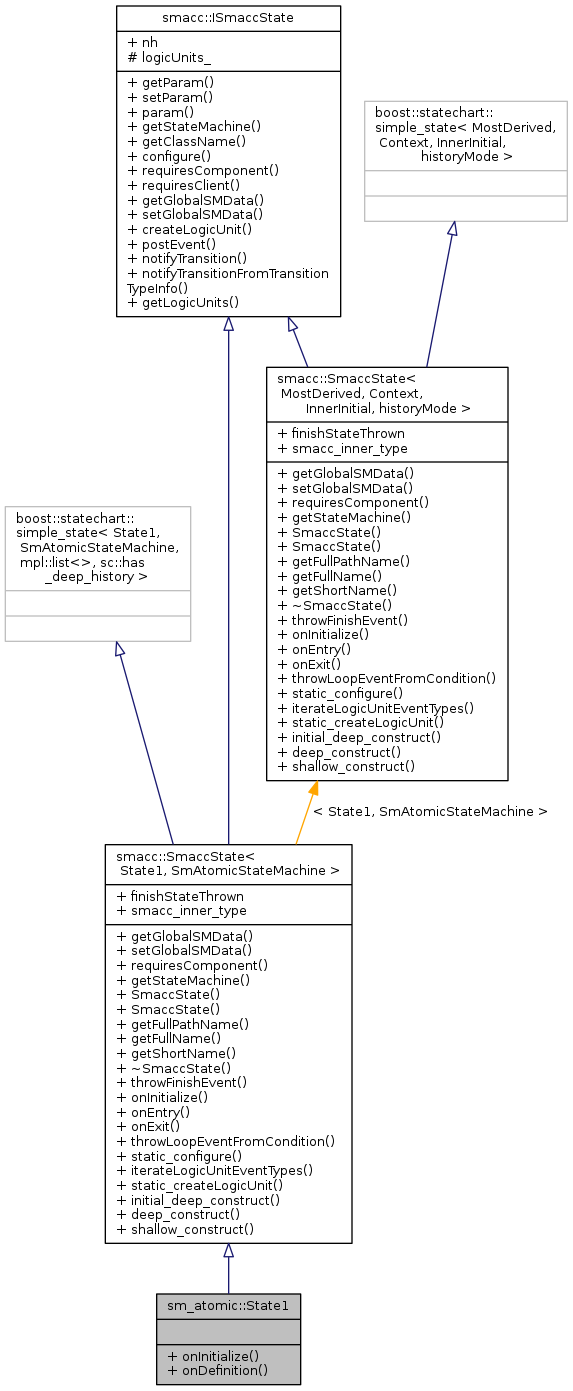 smacc::ISmaccState
+ nh
# logicUnits_
+ getParam()
+ setParam()
+ param()
+ getStateMachine()
+ getClassName()
+ configure()
+ requiresComponent()
+ requiresClient()
+ getGlobalSMData()
+ setGlobalSMData()
+ createLogicUnit()
+ postEvent()
+ notifyTransition()
+ notifyTransitionFromTransition
TypeInfo()
+ getLogicUnits()
boost::statechart::
simple_state< MostDerived,
Context, InnerInitial,
historyMode >
smacc::SmaccState<
MostDerived, Context,
InnerInitial, historyMode >
+ finishStateThrown
+ smacc_inner_type
+ getGlobalSMData()
+ setGlobalSMData()
+ requiresComponent()
+ getStateMachine()
+ SmaccState()
+ SmaccState()
+ getFullPathName()
+ getFullName()
+ getShortName()
+ ~SmaccState()
+ throwFinishEvent()
+ onInitialize()
+ onEntry()
+ onExit()
+ throwLoopEventFromCondition()
+ static_configure()
+ iterateLogicUnitEventTypes()
+ static_createLogicUnit()
+ initial_deep_construct()
+ deep_construct()
+ shallow_construct()
boost::statechart::
simple_state< State1,
SmAtomicStateMachine,
mpl::list<>, sc::has
_deep_history >
< State1, SmAtomicStateMachine >
smacc::SmaccState<
State1, SmAtomicStateMachine >
+ finishStateThrown
+ smacc_inner_type
+ getGlobalSMData()
+ setGlobalSMData()
+ requiresComponent()
+ getStateMachine()
+ SmaccState()
+ SmaccState()
+ getFullPathName()
+ getFullName()
+ getShortName()
+ ~SmaccState()
+ throwFinishEvent()
+ onInitialize()
+ onEntry()
+ onExit()
+ throwLoopEventFromCondition()
+ static_configure()
+ iterateLogicUnitEventTypes()
+ static_createLogicUnit()
+ initial_deep_construct()
+ deep_construct()
+ shallow_construct()
sm_atomic::State1
+ onInitialize()
+ onDefinition()